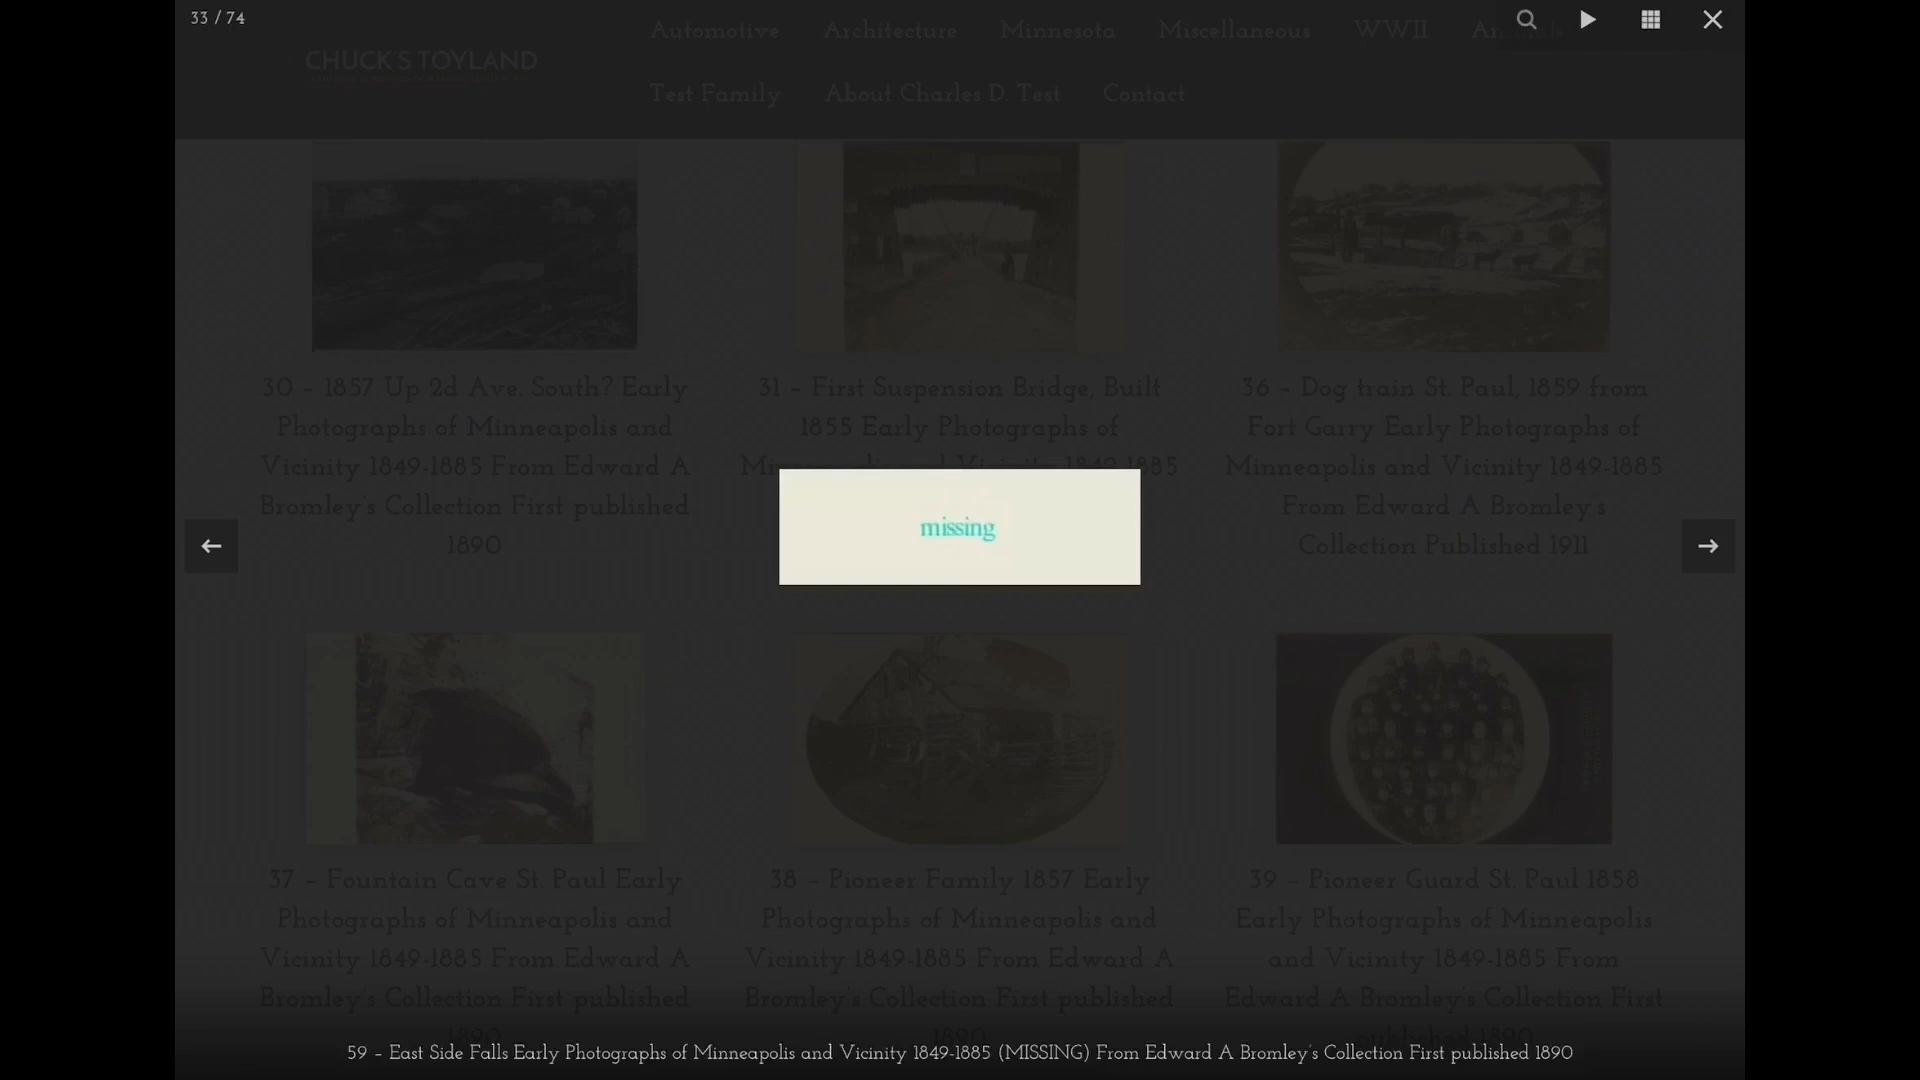 33 / 74
Automotive Architecture Minnesota Miscellaneous WWII
CHUCK'S TOYLAND
Test Family About Charles D. Test Contact
30 – 1857 Up 2d Ave. South? Early
Photographs of Minneapolis and
Vicinity 1849-1885 From Edward A
Bromley's Collection First published
1890
31 – First Suspension Bridge, Built
1855 Early Photographs of
36 – Dog train St. Paul, 1859 from
Fort Garry Early Photographs of
Minneapolis and Vicinity 1849-1885
From Edward A Bromley's
Collection Published 1911
missing
37 – Fountain Cave St. Paul Early
Photographs of Minneapolis and
Vicinity 1849-1885 From Edward A
Bromley's Collection First published
1890
38 – Pioneer Family 1857 Early
Photographs of Minneapolis and
Vicinity 1849-1885 From Edward A
Bromley's Collection First published
1890
39 – Pioneer Guard St. Paul 1858
Early Photographs of Minneapolis
and Vicinity 1849-1885 From
Edward A Bromley's Collection First
published 1890
59 – East Side Falls Early Photographs of Minneapolis and Vicinity 1849-1885 (MISSING) From Edward A Bromley's Collection First published 1890